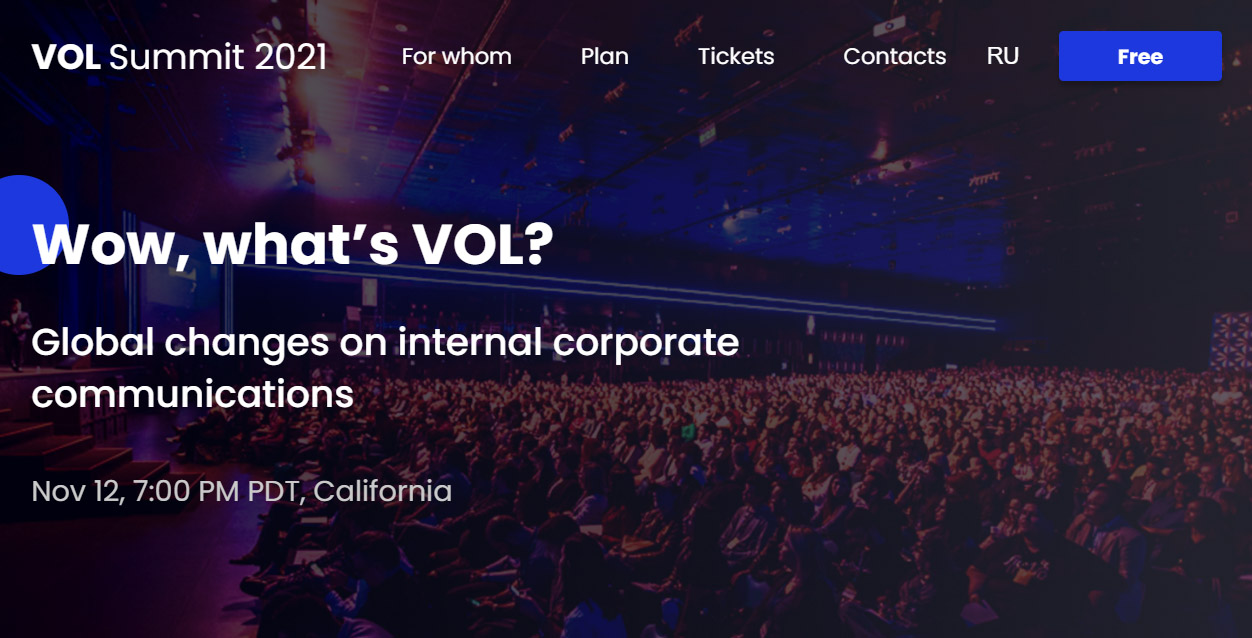 VOL Summit 2021
For whom
Plan
Tickets
Contacts
RU
Free
Wow, what’s VOL?
Global changes on internal corporate
communications
Nov 12, 7:00 PM PDT, California